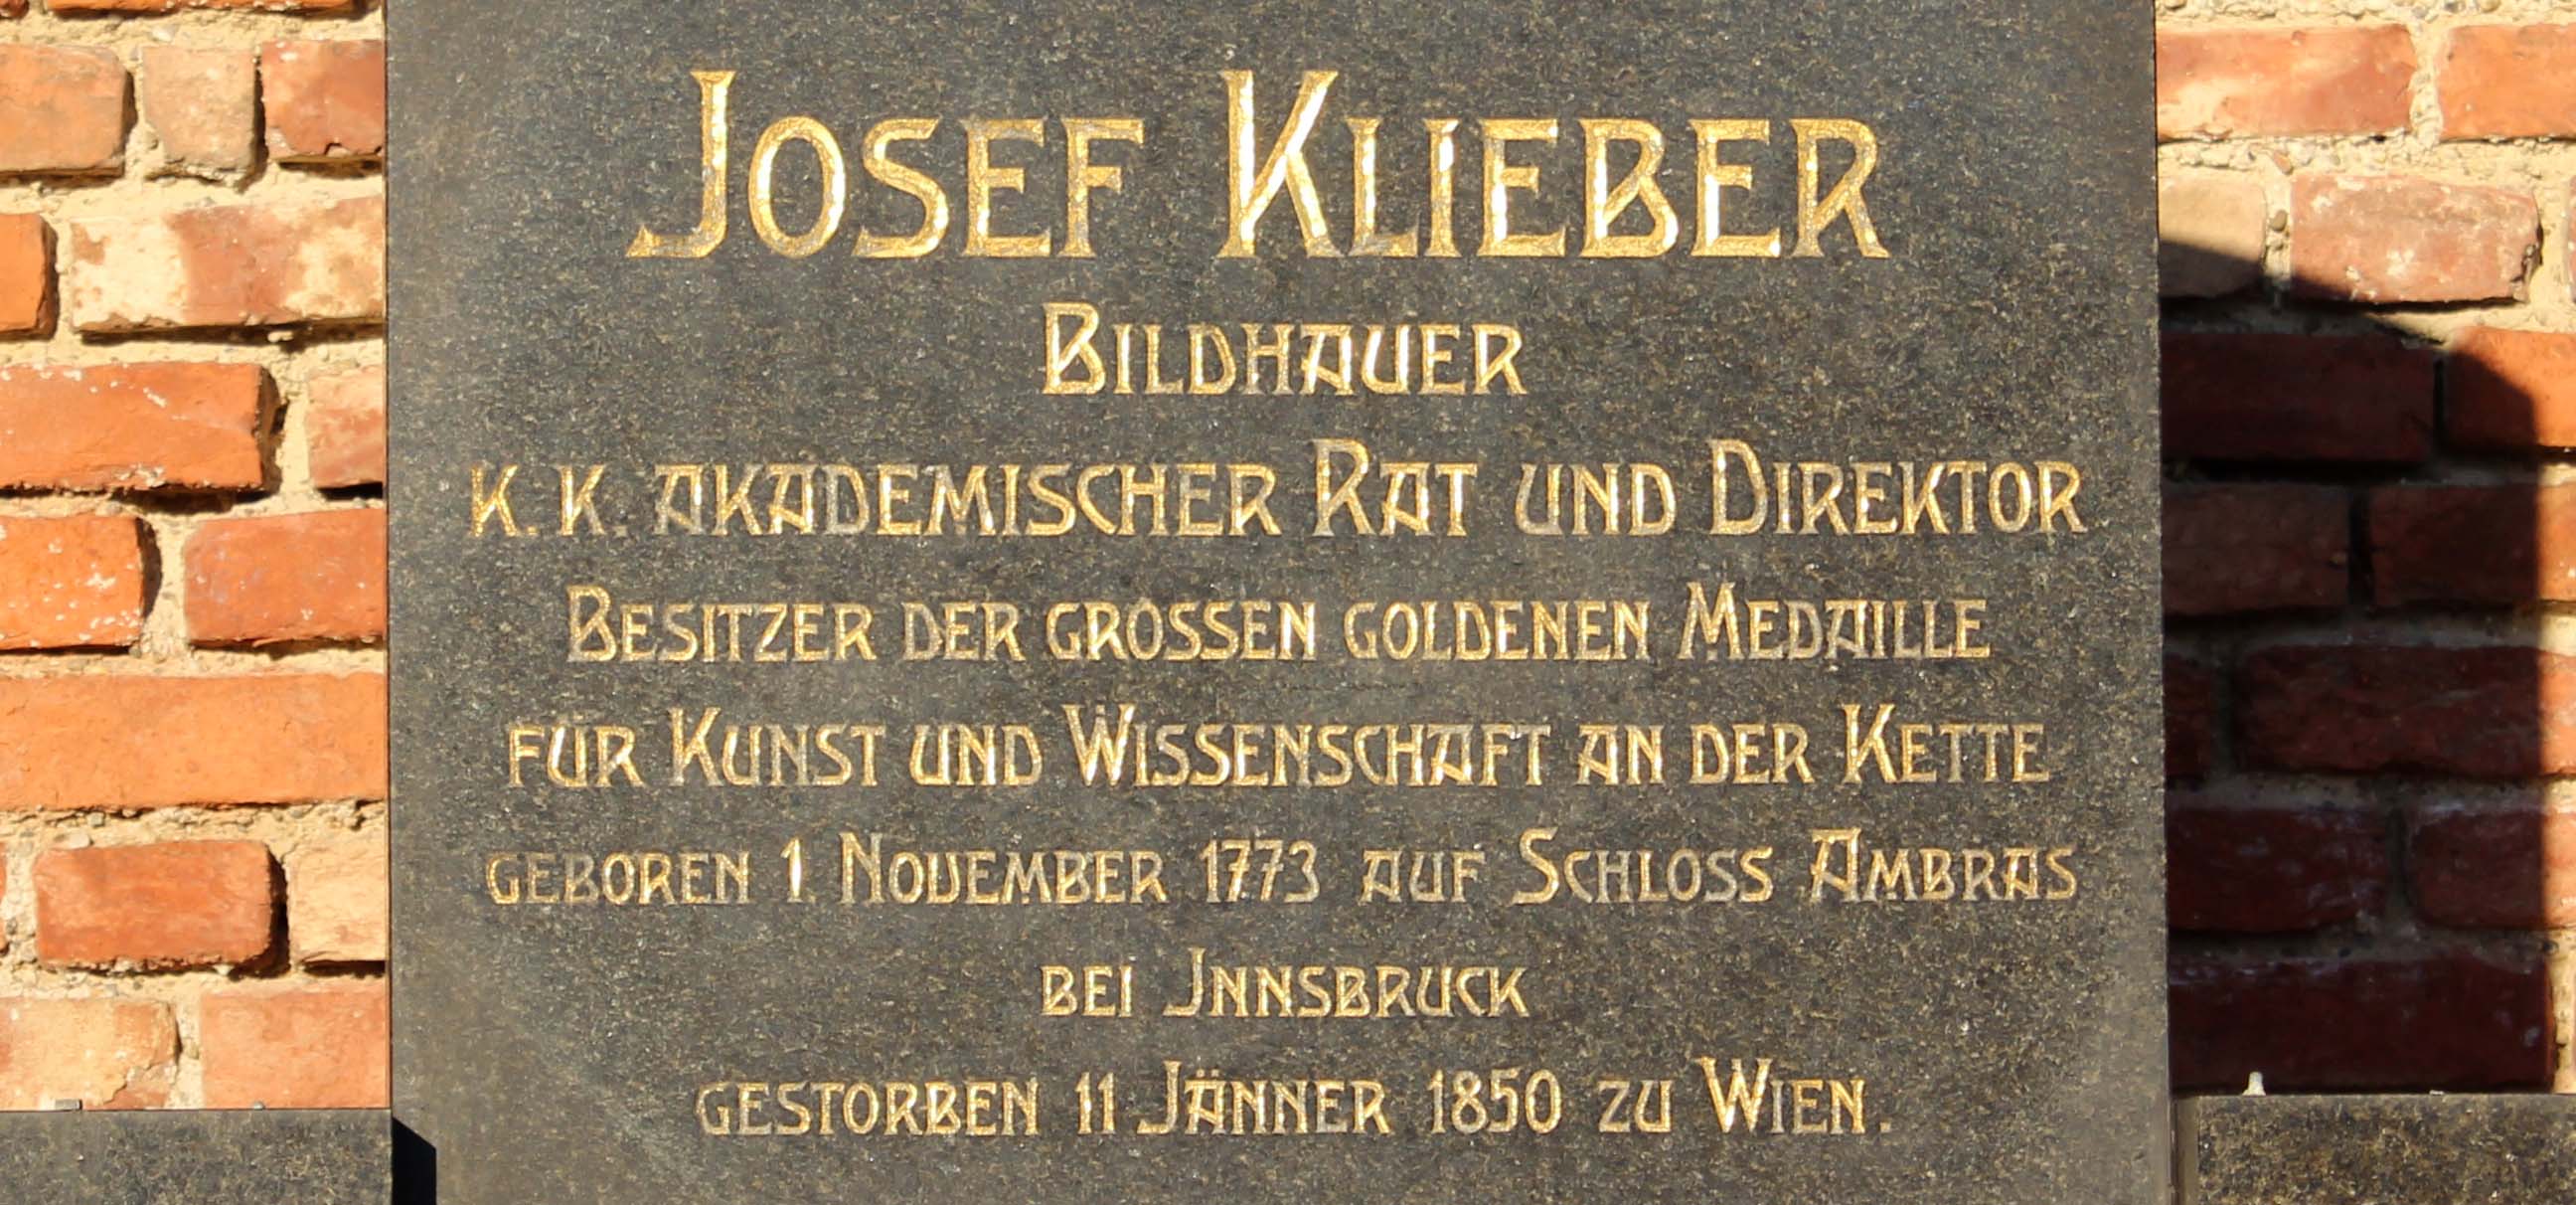 JOSEF KLIEBER
BILDHAUER
K. K. AKADEMISCHER RAT UND DIREKTOR
BESITZER DER GROSSEN GOLDENEN MEDAILLE
FÜR KUNST UND WISSENSCHAFT AN DER KETTE
GEBOREN 1. NOVEMBER 1773 AUF SCHLOSS AMBRAS
BEI JNNSBRUCK
GESTORBEN 11 JÄNNER 1850 ZU WIEN.